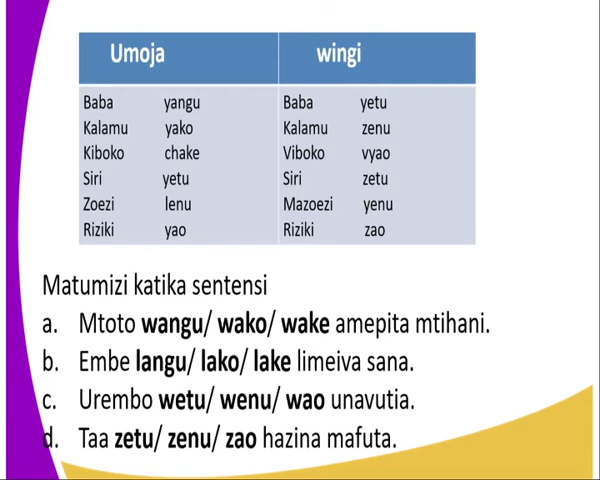 Umoja wingi
Baba yangu Baba yetu
Kalamu yako Kalamu zenu
Kiboko chake Viboko vyao
Siri yetu Siri zetu
Zoezi lenu Mazoezi yenu
Riziki yao Riziki zao
Matumizi katika sentensi
a. Mtoto wangu/ wako/ wake amepita mtihani.
b. Embe langu/ lako/ lake limeiva sana.
c. Urembo wetu/ wenu/ wao unavutia.
d. Taa zetu/ zenu/ zao hazina mafuta.